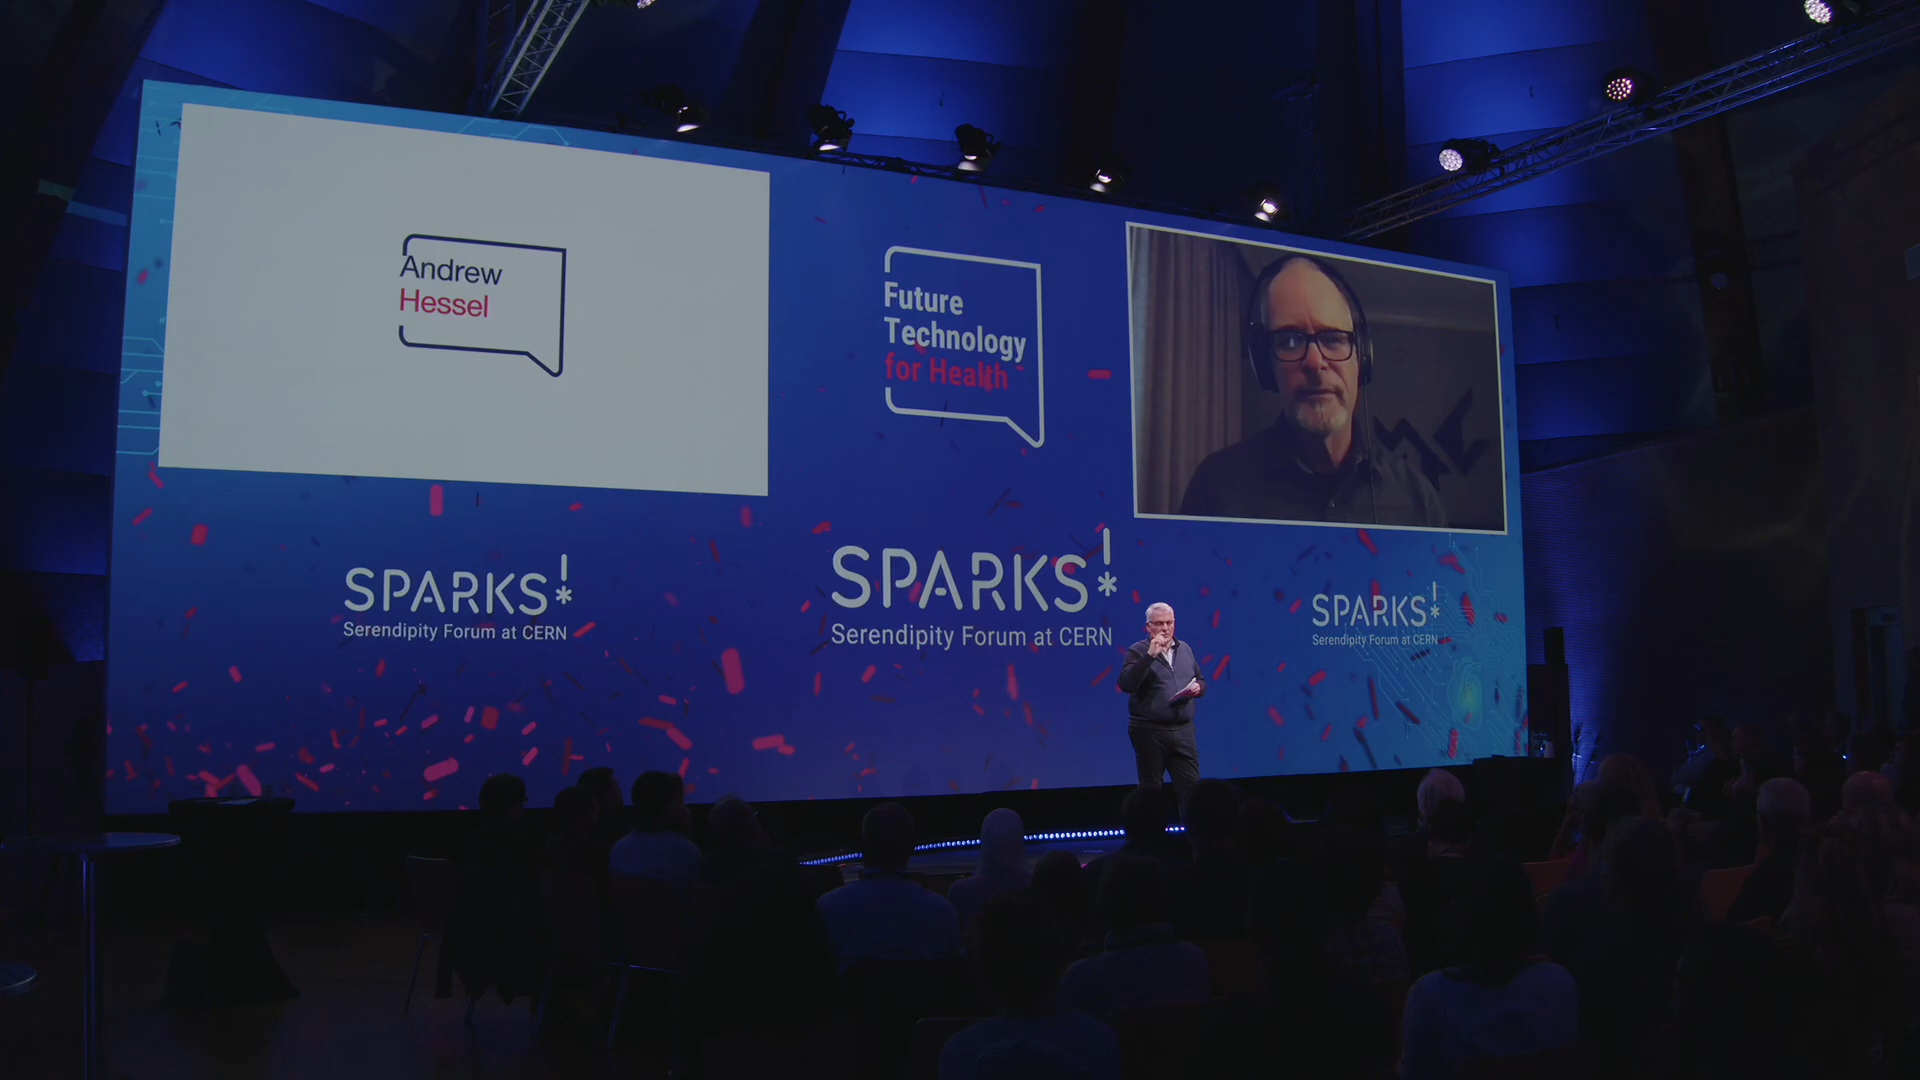 Andrew
Hessel
Future
Technology
for Health
SPARKS!
Serendipity Forum at CERN
SPARKS!
Serendipity Forum at CERN
SPARKS!
Serendipity Forum at CERN